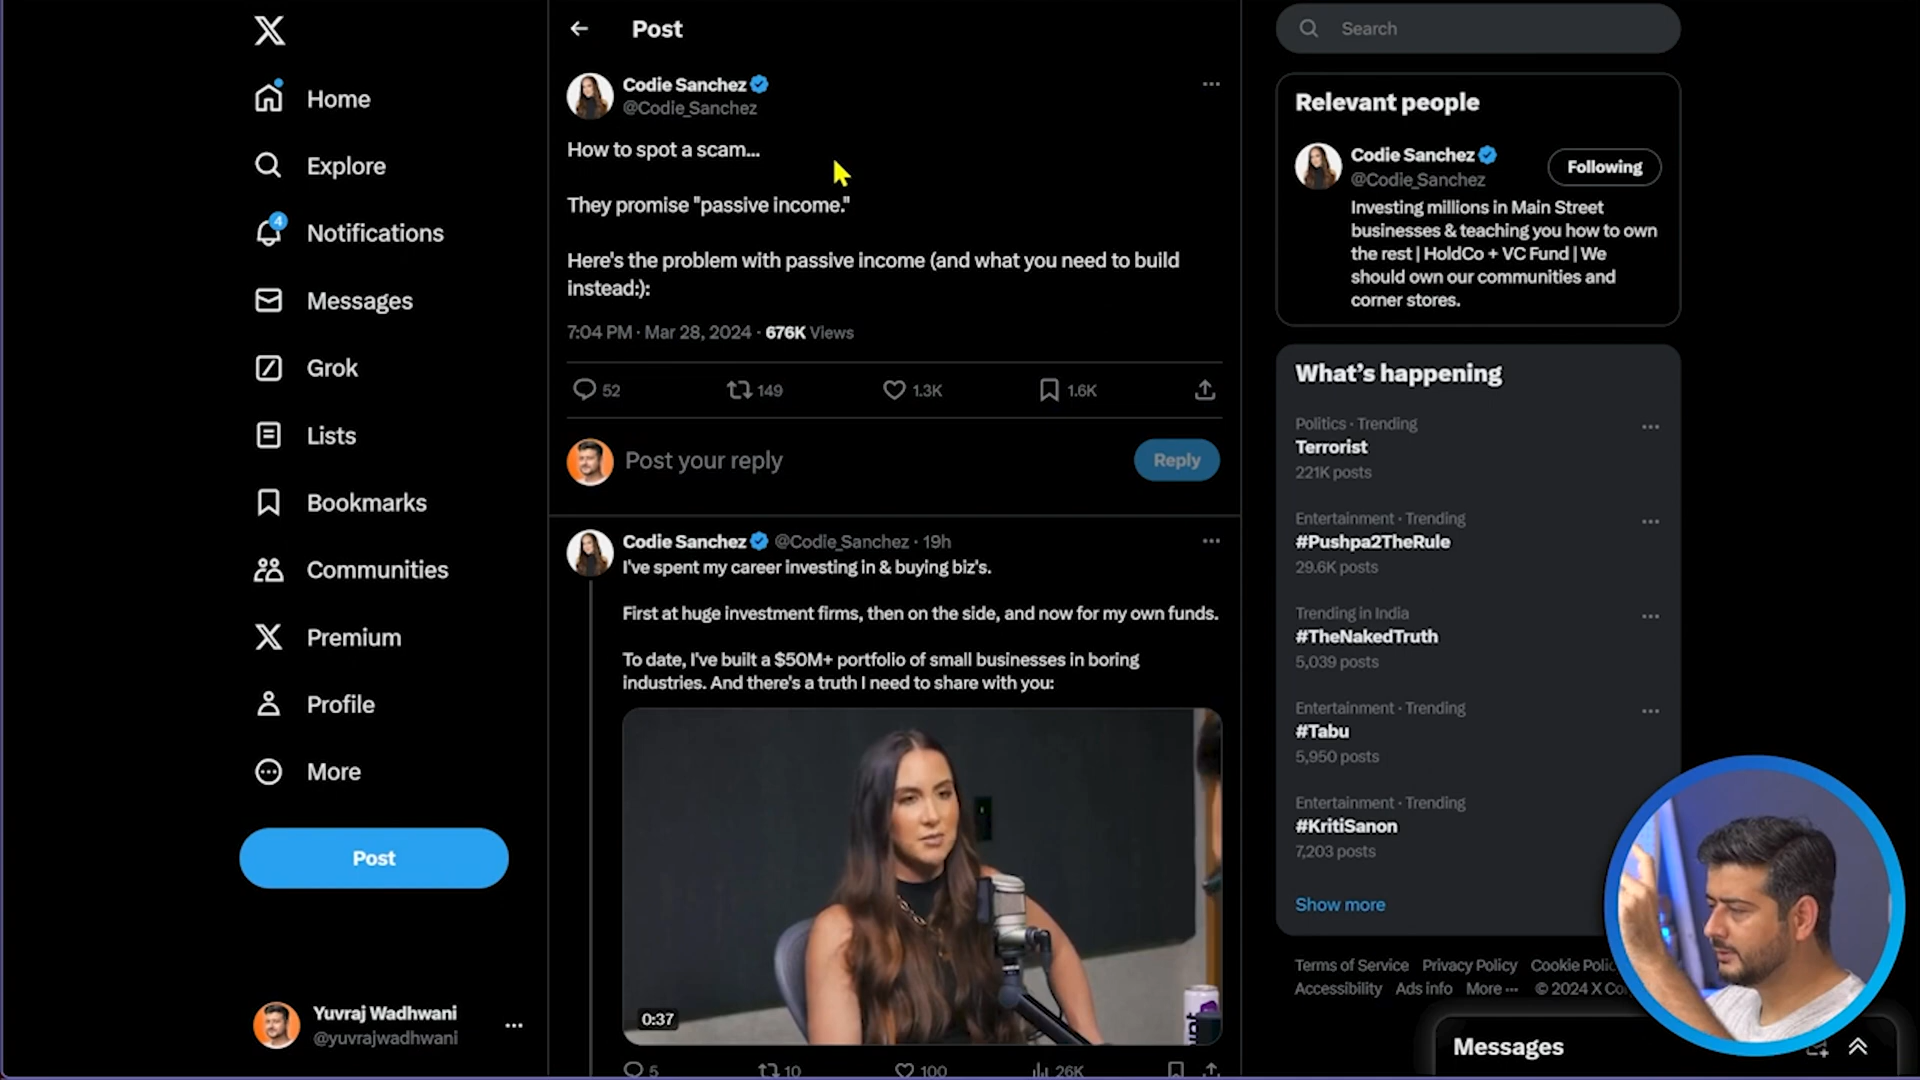 Home
Explore
4
Notifications
Messages
Grok
Lists
Bookmarks
Communities
Premium
Profile
More
Post
Yuvraj Wadhwani
@yuvrajwadhwani
Post
Codie Sanchez
@Codie_Sanchez
How to spot a scam...
They promise "passive income."
Here's the problem with passive income (and what you need to build
instead:):
7:04 PM · Mar 28, 2024 · 676K Views
52 149 1.3K 1.6K
Post your reply
Reply
Codie Sanchez @Codie_Sanchez · 19h
I've spent my career investing in & buying biz's.
First at huge investment firms, then on the side, and now for my own funds.
To date, I've built a $50M+ portfolio of small businesses in boring
industries. And there's a truth I need to share with you:
0:37
5 10 100 26K
Search
Relevant people
Codie Sanchez
@Codie_Sanchez
Following
Investing millions in Main Street
businesses & teaching you how to own
the rest | HoldCo + VC Fund | We
should own our communities and
corner stores.
What's happening
Politics · Trending
Terrorist
221K posts
Entertainment · Trending
#Pushpa2TheRule
29.6K posts
Trending in India
#TheNakedTruth
5,039 posts
Entertainment · Trending
#Tabu
5,950 posts
Entertainment · Trending
#KritiSanon
7,203 posts
Show more
Terms of Service Privacy Policy Cookie Polic
Accessibility Ads info More ··· © 2024 X Co
Messages